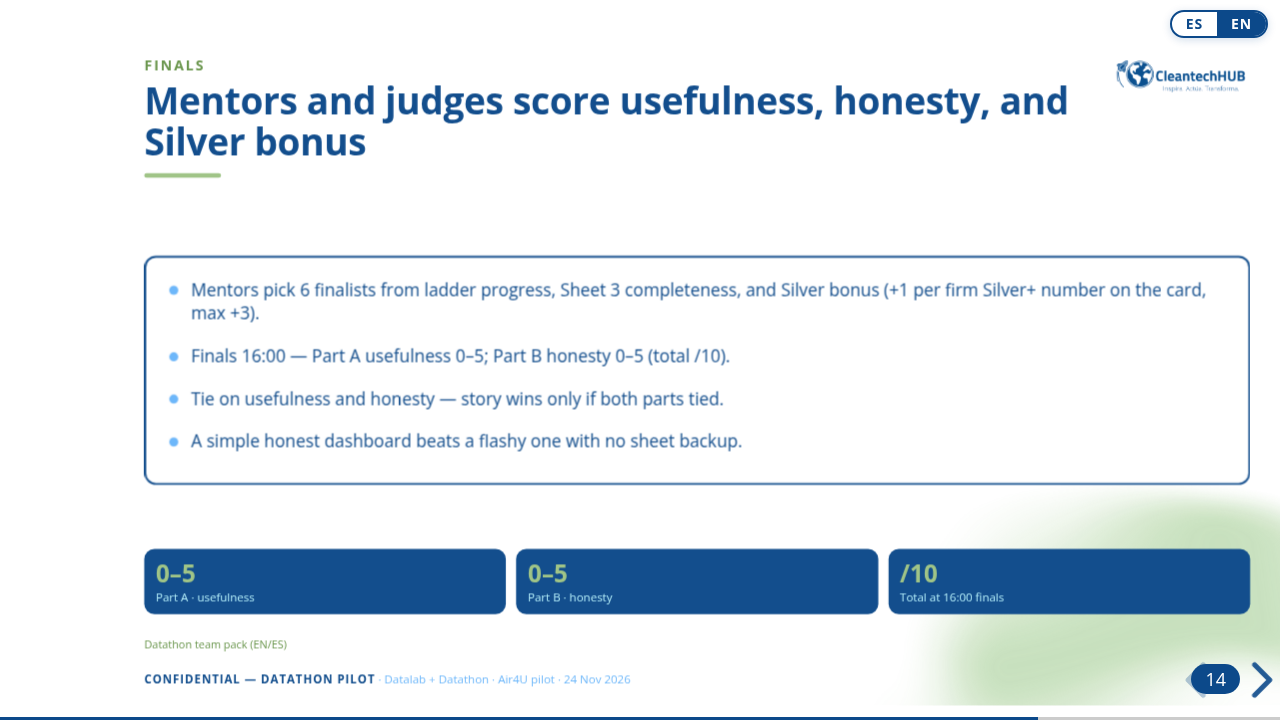 ES EN
FINALS
CleantechHUB
Inspire. Actúa. Transforma.
Mentors and judges score usefulness, honesty, and
Silver bonus
Mentors pick 6 finalists from ladder progress, Sheet 3 completeness, and Silver bonus (+1 per firm Silver+ number on the card,
max +3).
Finals 16:00 — Part A usefulness 0–5; Part B honesty 0–5 (total /10).
Tie on usefulness and honesty — story wins only if both parts tied.
A simple honest dashboard beats a flashy one with no sheet backup.
0–5
Part A · usefulness
0–5
Part B · honesty
/10
Total at 16:00 finals
Datathon team pack (EN/ES)
CONFIDENTIAL — DATATHON PILOT · Datalab + Datathon · Air4U pilot · 24 Nov 2026
14